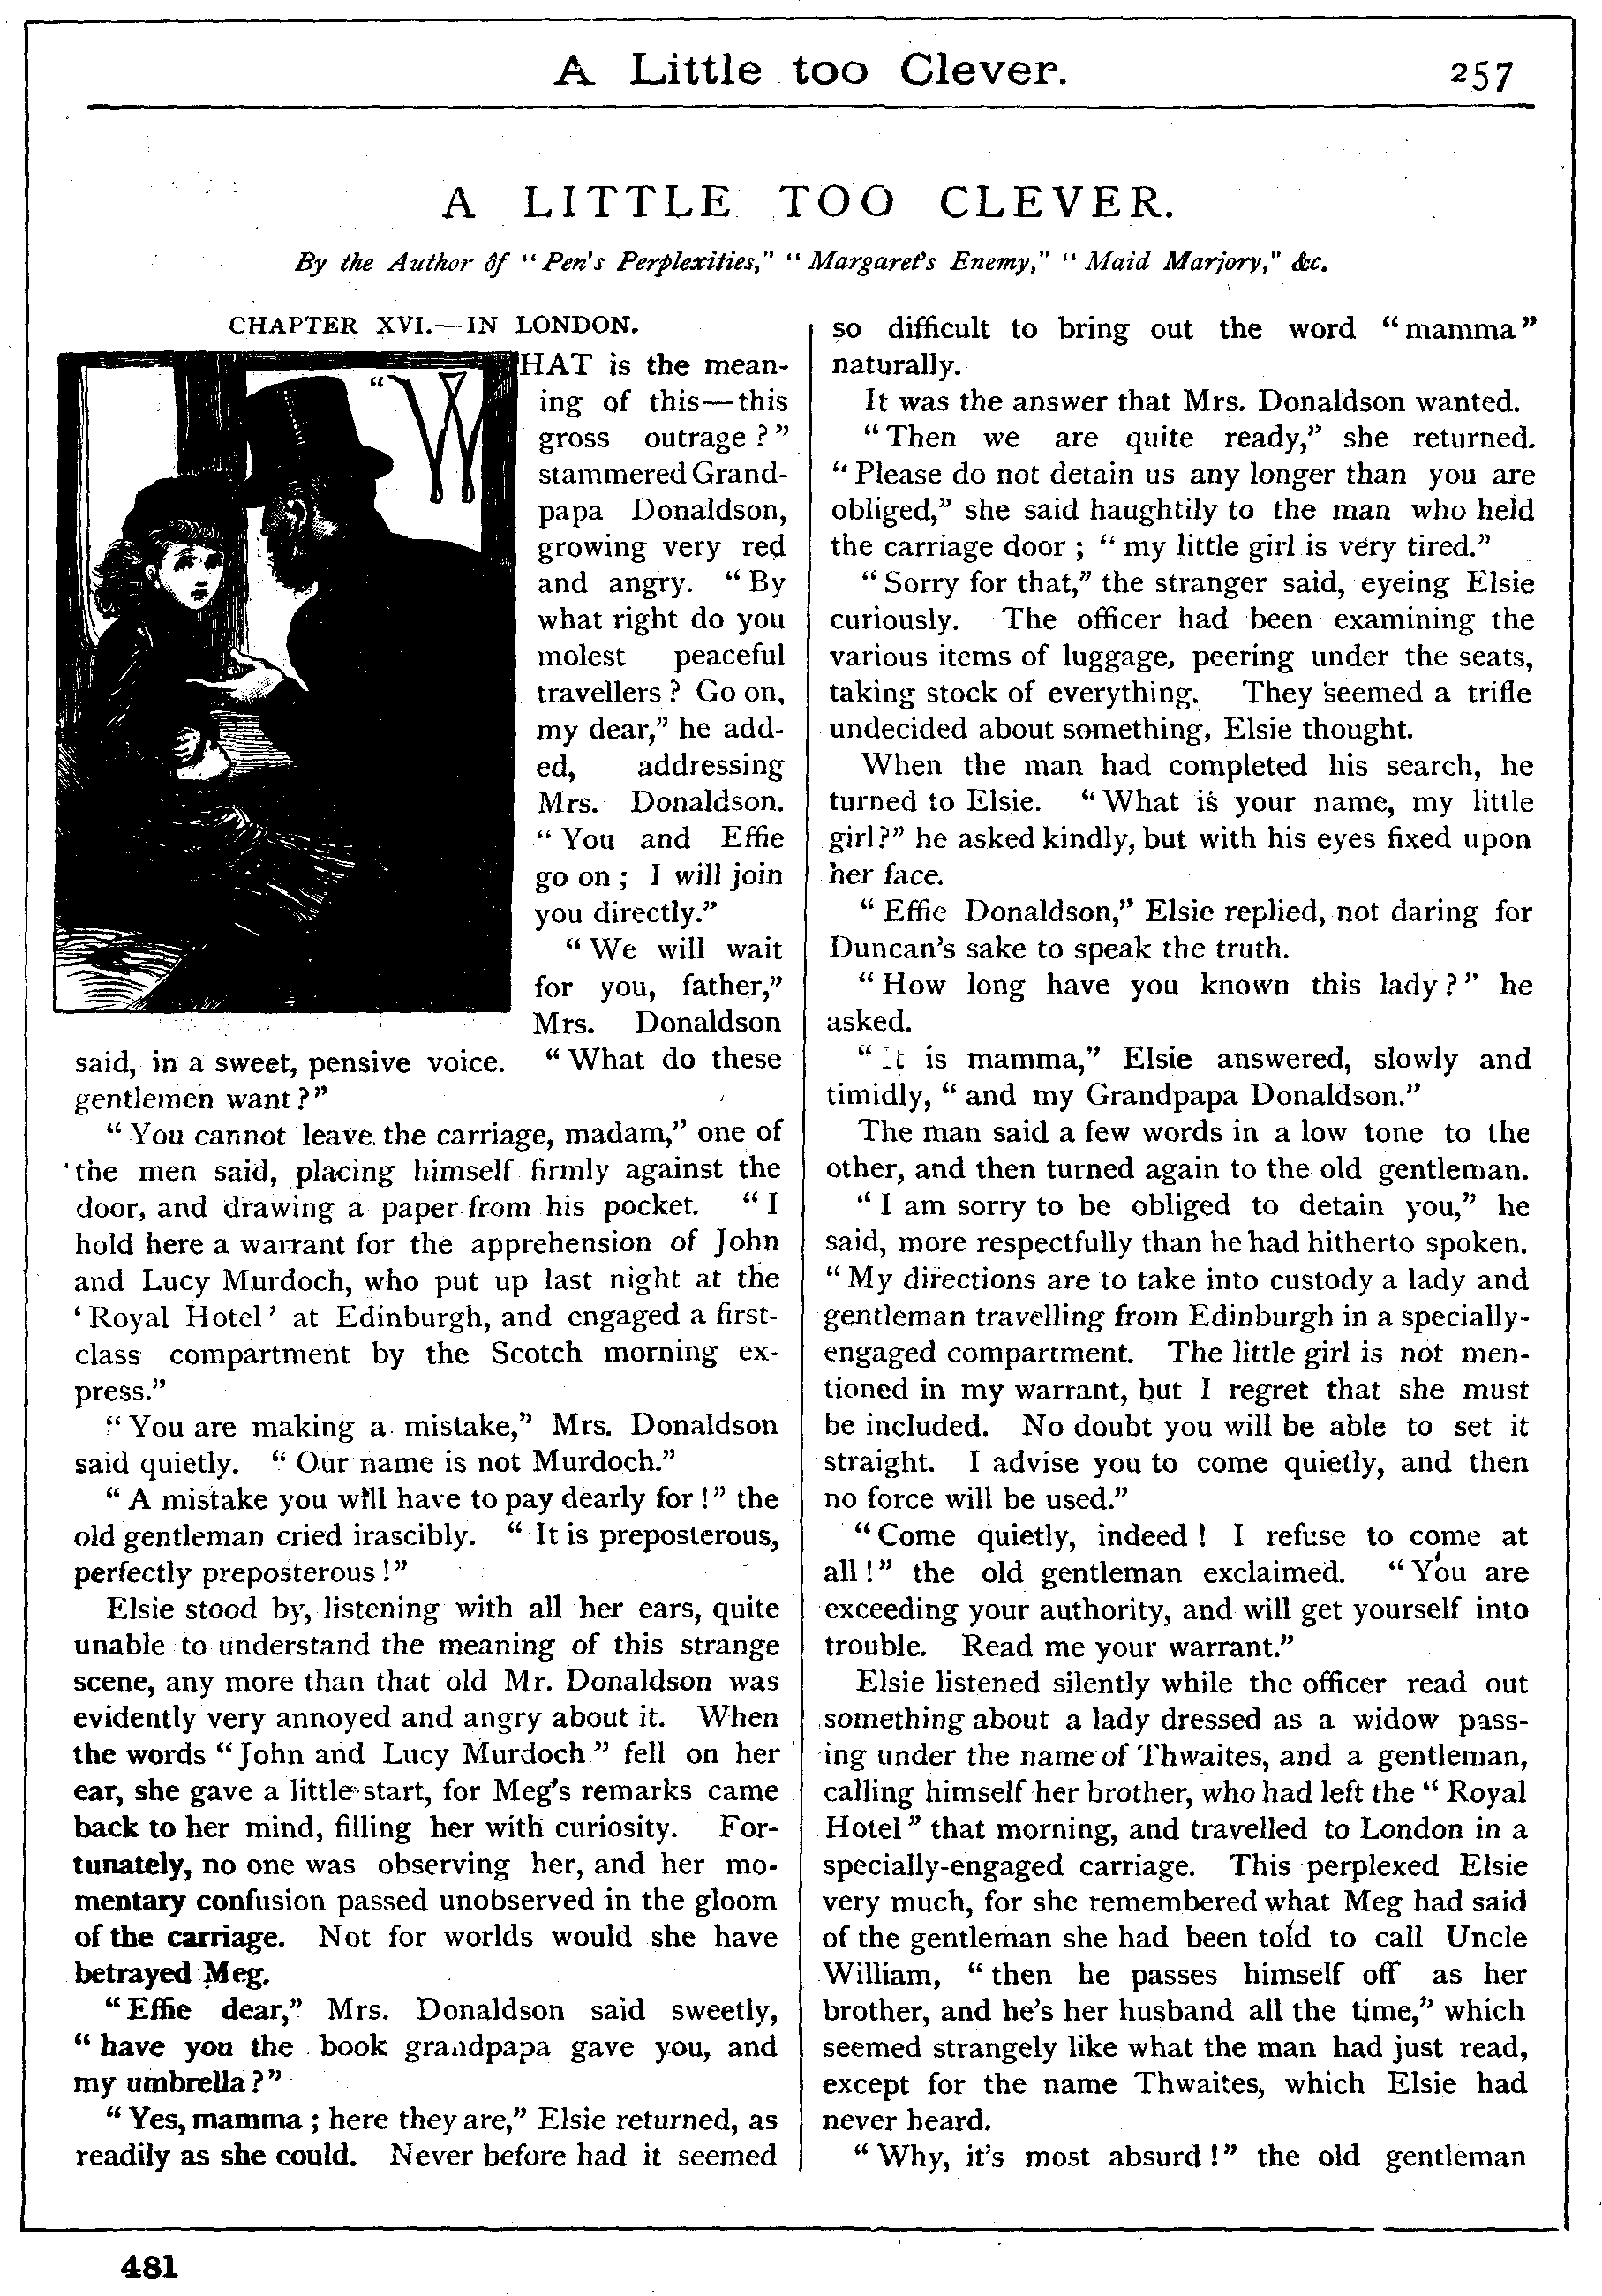 A Little too Clever. 257
A LITTLE TOO CLEVER.
By the Author of "Pen's Perplexities," "Margaret's Enemy," "Maid Marjory," &c.
CHAPTER XVI.—IN LONDON.
"WHAT is the mean-
ing of this—this
gross outrage?"
stammered Grand-
papa Donaldson,
growing very red
and angry. "By
what right do you
molest peaceful
travellers? Go on,
my dear," he add-
ed, addressing
Mrs. Donaldson.
"You and Effie
go on; I will join
you directly."
"We will wait
for you, father,"
Mrs. Donaldson
said, in a sweet, pensive voice. "What do these
gentlemen want?"
"You cannot leave the carriage, madam," one of
the men said, placing himself firmly against the
door, and drawing a paper from his pocket. "I
hold here a warrant for the apprehension of John
and Lucy Murdoch, who put up last night at the
'Royal Hotel' at Edinburgh, and engaged a first-
class compartment by the Scotch morning ex-
press."
"You are making a mistake," Mrs. Donaldson
said quietly. "Our name is not Murdoch."
"A mistake you will have to pay dearly for!" the
old gentleman cried irascibly. "It is preposterous,
perfectly preposterous!"
Elsie stood by, listening with all her ears, quite
unable to understand the meaning of this strange
scene, any more than that old Mr. Donaldson was
evidently very annoyed and angry about it. When
the words "John and Lucy Murdoch" fell on her
ear, she gave a little start, for Meg's remarks came
back to her mind, filling her with curiosity. For-
tunately, no one was observing her, and her mo-
mentary confusion passed unobserved in the gloom
of the carriage. Not for worlds would she have
betrayed Meg.
"Effie dear," Mrs. Donaldson said sweetly,
"have you the book grandpapa gave you, and
my umbrella?"
"Yes, mamma; here they are," Elsie returned, as
readily as she could. Never before had it seemed
so difficult to bring out the word "mamma"
naturally.
It was the answer that Mrs. Donaldson wanted.
"Then we are quite ready," she returned.
"Please do not detain us any longer than you are
obliged," she said haughtily to the man who held
the carriage door; "my little girl is very tired."
"Sorry for that," the stranger said, eyeing Elsie
curiously. The officer had been examining the
various items of luggage, peering under the seats,
taking stock of everything. They seemed a trifle
undecided about something, Elsie thought.
When the man had completed his search, he
turned to Elsie. "What is your name, my little
girl?" he asked kindly, but with his eyes fixed upon
her face.
"Effie Donaldson," Elsie replied, not daring for
Duncan's sake to speak the truth.
"How long have you known this lady?" he
asked.
"It is mamma," Elsie answered, slowly and
timidly, "and my Grandpapa Donaldson."
The man said a few words in a low tone to the
other, and then turned again to the old gentleman.
"I am sorry to be obliged to detain you," he
said, more respectfully than he had hitherto spoken.
"My directions are to take into custody a lady and
gentleman travelling from Edinburgh in a specially-
engaged compartment. The little girl is not men-
tioned in my warrant, but I regret that she must
be included. No doubt you will be able to set it
straight. I advise you to come quietly, and then
no force will be used."
"Come quietly, indeed! I refuse to come at
all!" the old gentleman exclaimed. "You are
exceeding your authority, and will get yourself into
trouble. Read me your warrant."
Elsie listened silently while the officer read out
something about a lady dressed as a widow pass-
ing under the name of Thwaites, and a gentleman,
calling himself her brother, who had left the "Royal
Hotel" that morning, and travelled to London in a
specially-engaged carriage. This perplexed Elsie
very much, for she remembered what Meg had said
of the gentleman she had been told to call Uncle
William, "then he passes himself off as her
brother, and he's her husband all the time," which
seemed strangely like what the man had just read,
except for the name Thwaites, which Elsie had
never heard.
"Why, it's most absurd!" the old gentleman
481